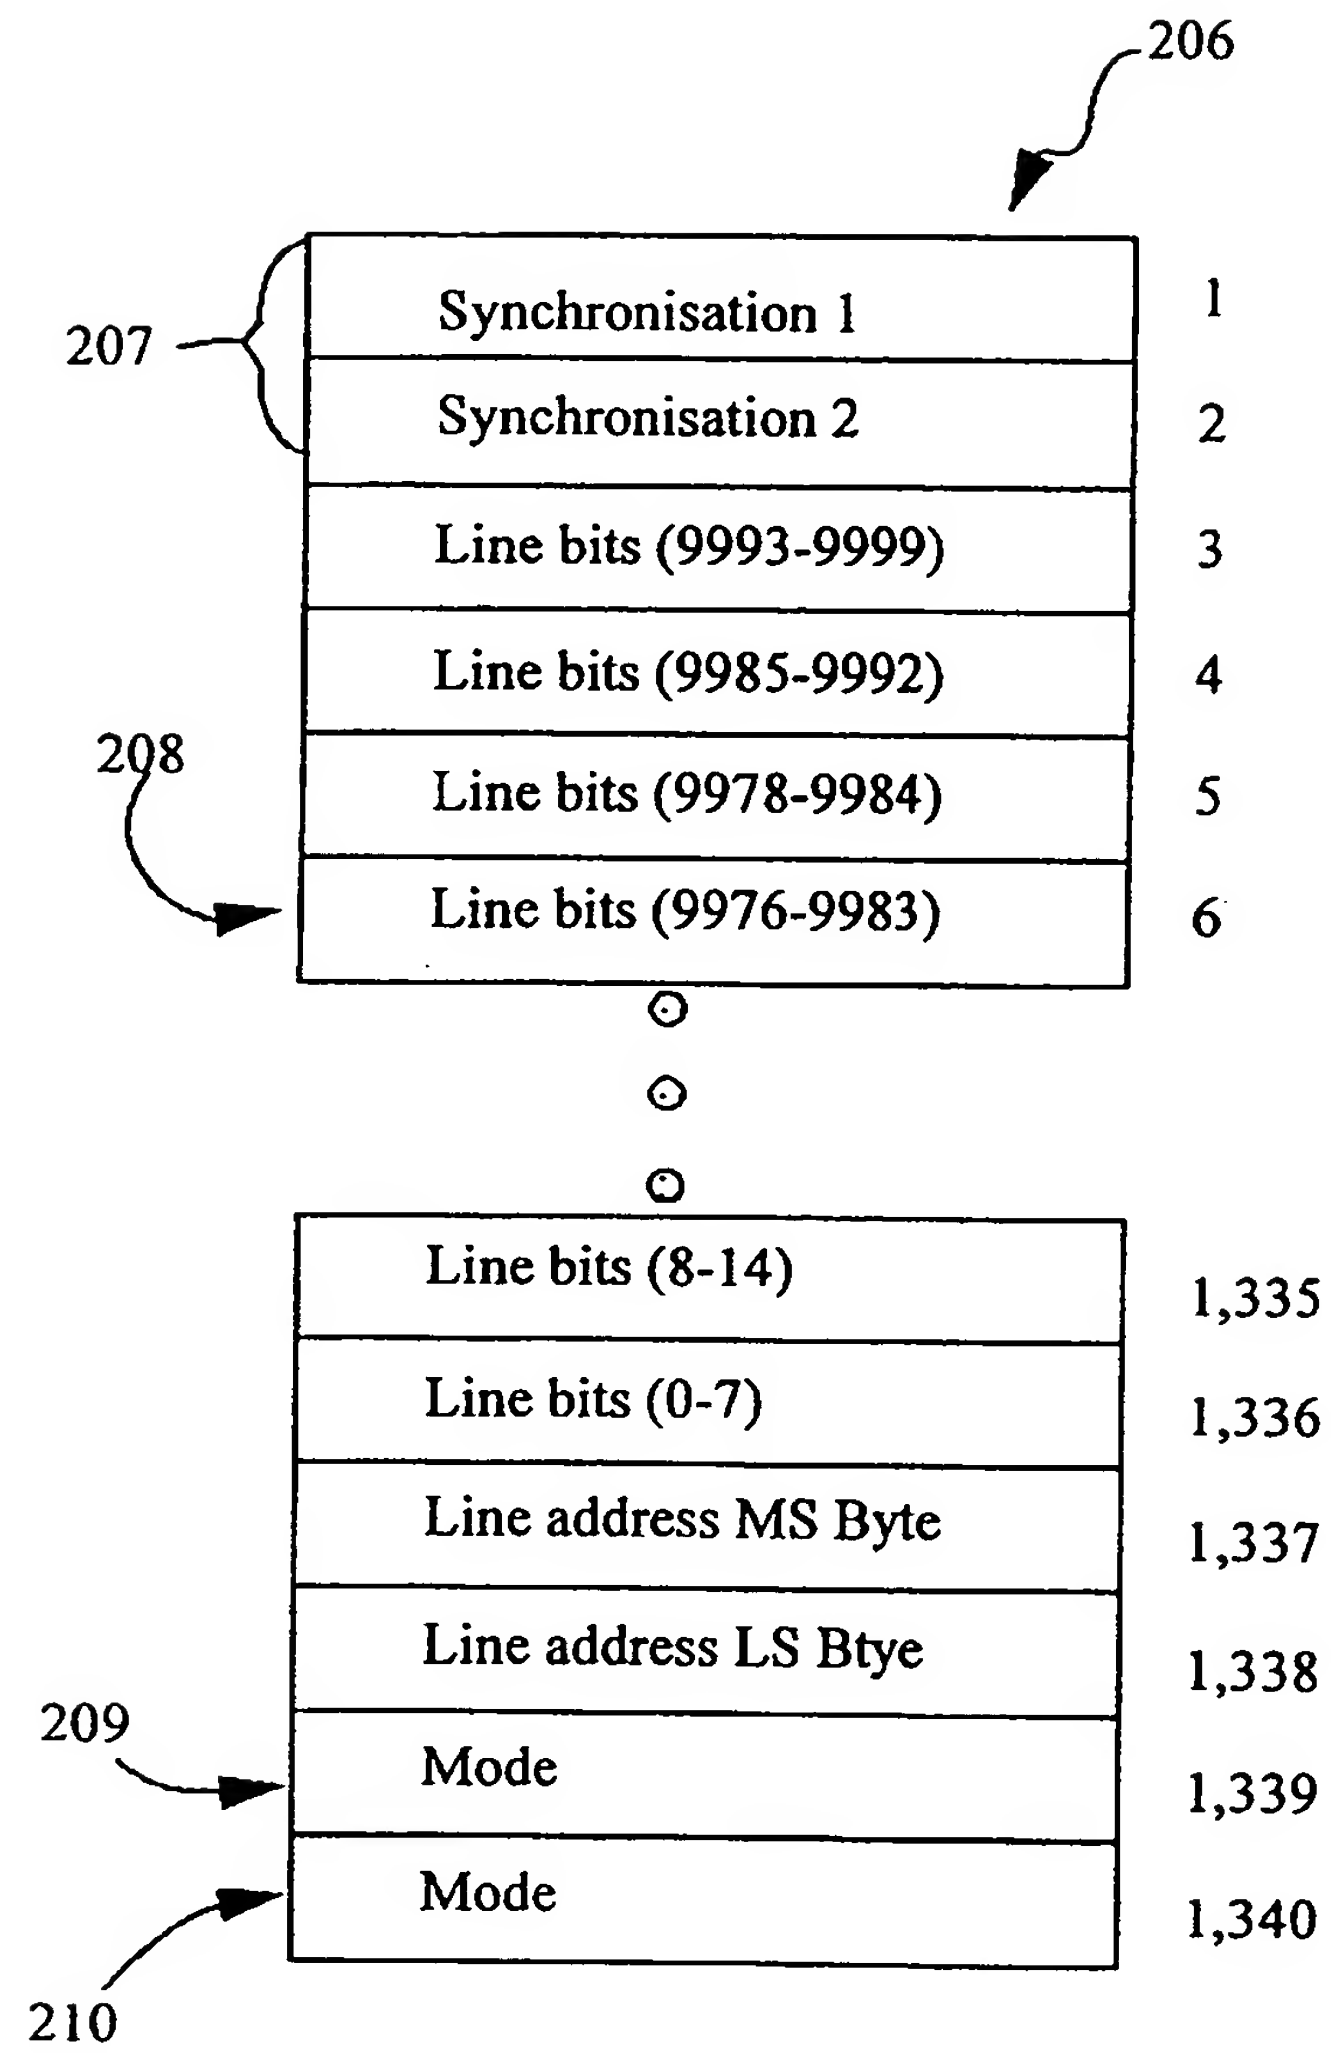 206
Synchronisation 1 1
207
Synchronisation 2 2
Line bits (9993-9999) 3
Line bits (9985-9992) 4
208
Line bits (9978-9984) 5
Line bits (9976-9983) 6
Line bits (8-14) 1,335
Line bits (0-7) 1,336
Line address MS Byte 1,337
Line address LS Btye 1,338
209
Mode 1,339
Mode 1,340
210